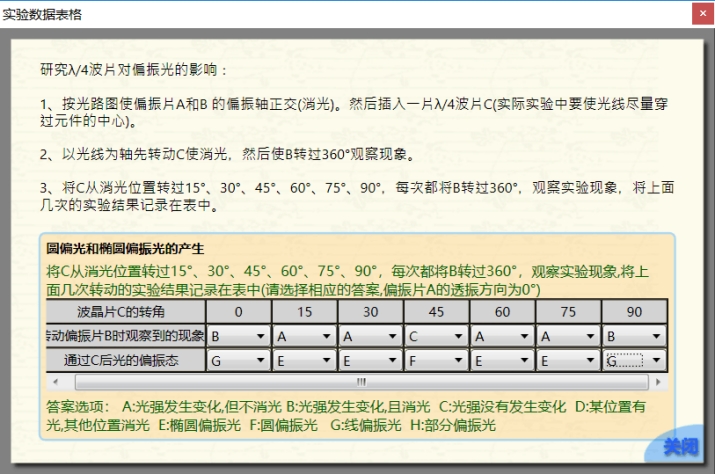 实验数据表格
研究λ/4波片对偏振光的影响：
1、按光路图使偏振片A和B 的偏振轴正交(消光)。然后插入一片λ/4波片C(实际实验中要使光线尽量穿
过元件的中心)。
2、以光线为轴先转动C使消光，然后使B转过360°观察现象。
3、将C从消光位置转过15°、30°、45°、60°、75°、90°，每次都将B转过360°，观察实验现象，将上面
几次的实验结果记录在表中。
圆偏光和椭圆偏振光的产生
将C从消光位置转过15°、30°、45°、60°、75°、90°，每次都将B转过360°，观察实验现象,将上
面几次转动的实验结果记录在表中(请选择相应的答案,偏振片A的透振方向为0°)
波晶片C的转角 0 15 30 45 60 75 90
转动偏振片B时观察到的现象 B A A C A A B
通过C后光的偏振态 G E E F E E G
答案选项： A:光强发生变化,但不消光 B:光强发生变化,且消光 C:光强没有发生变化 D:某位置有
光,其他位置消光 E:椭圆偏振光 F:圆偏振光 G:线偏振光 H:部分偏振光
关闭